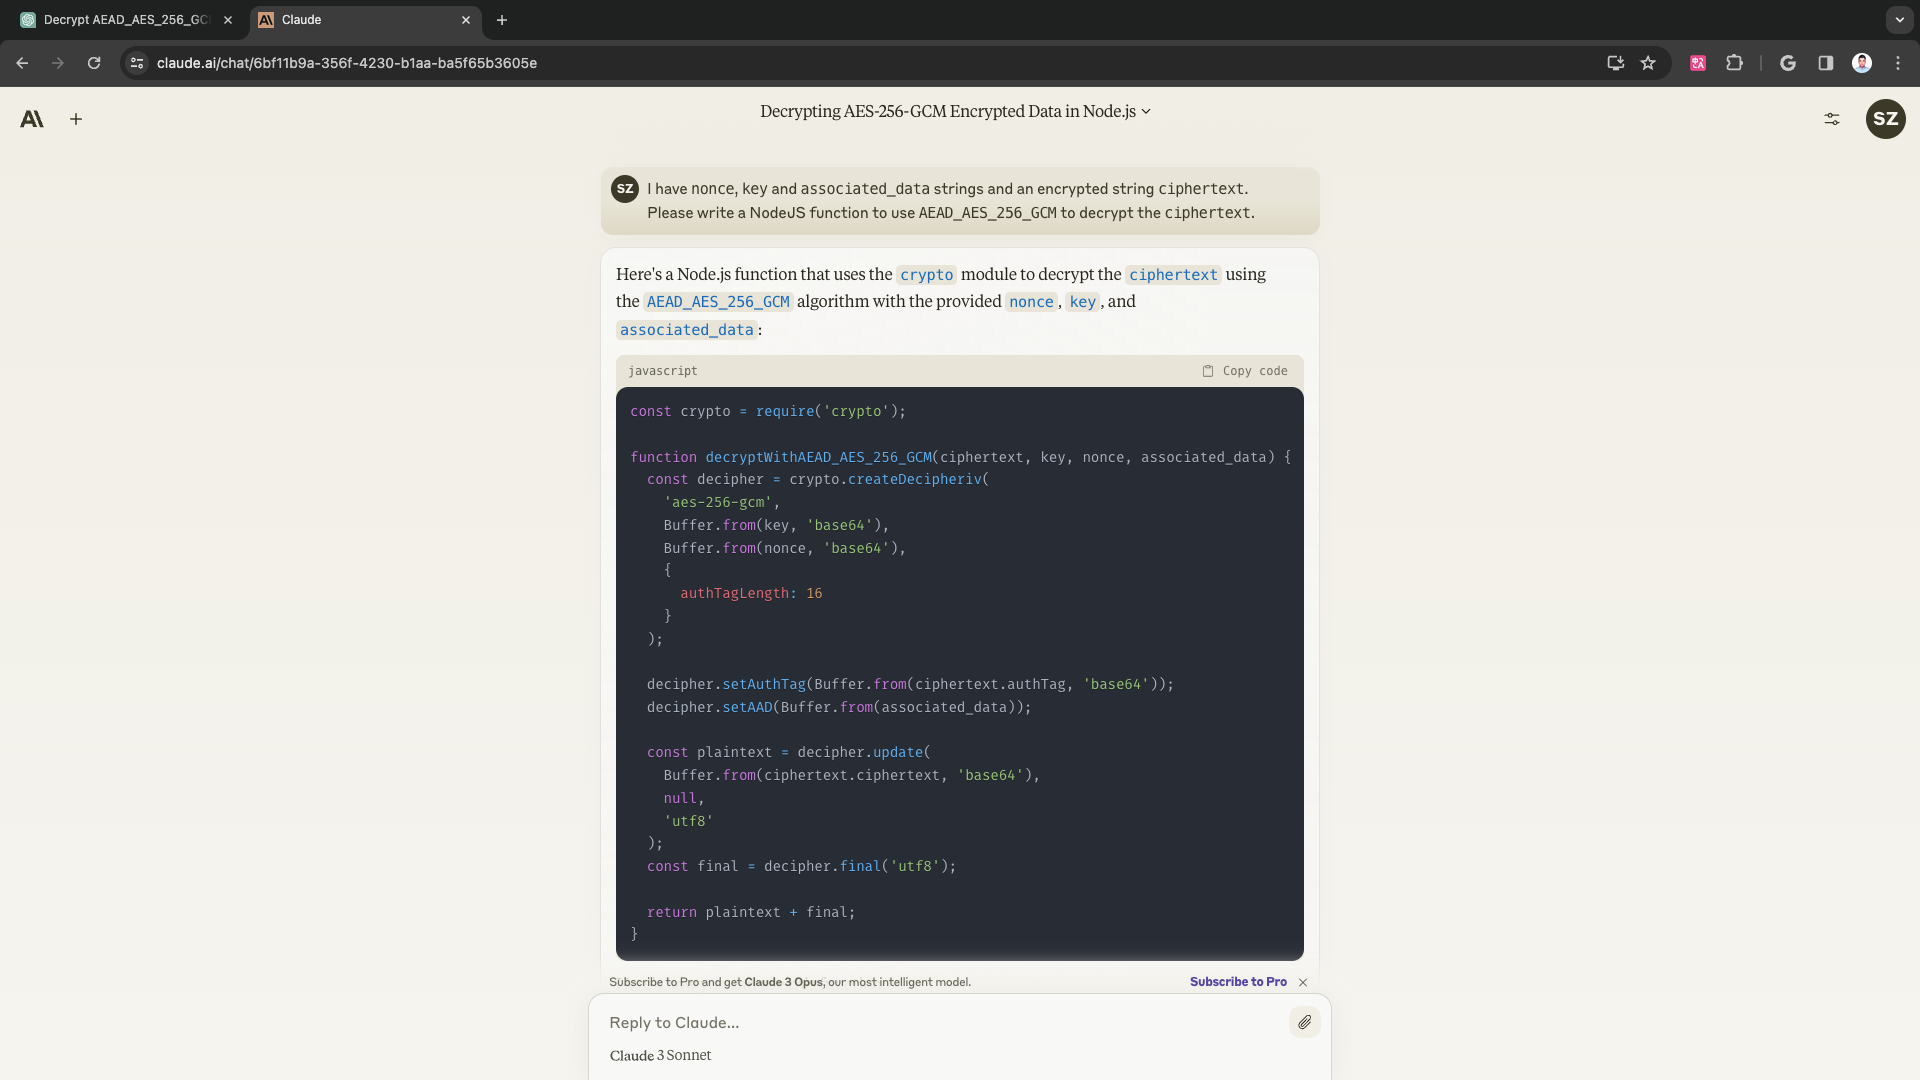 Decrypt AEAD_AES_256_GC
Claude
claude.ai/chat/6bf11b9a-356f-4230-b1aa-ba5f65b3605e
Decrypting AES-256-GCM Encrypted Data in Node.js
SZ
SZ
I have nonce, key and associated_data strings and an encrypted string ciphertext.
Please write a NodeJS function to use AEAD_AES_256_GCM to decrypt the ciphertext.
Here's a Node.js function that uses the crypto module to decrypt the ciphertext using
the AEAD_AES_256_GCM algorithm with the provided nonce, key, and
associated_data:
javascript
Copy code
const crypto = require('crypto');
function decryptWithAEAD_AES_256_GCM(ciphertext, key, nonce, associated_data) {
const decipher = crypto.createDecipheriv(
'aes-256-gcm',
Buffer.from(key, 'base64'),
Buffer.from(nonce, 'base64'),
{
authTagLength: 16
}
);
decipher.setAuthTag(Buffer.from(ciphertext.authTag, 'base64'));
decipher.setAAD(Buffer.from(associated_data));
const plaintext = decipher.update(
Buffer.from(ciphertext.ciphertext, 'base64'),
null,
'utf8'
);
const final = decipher.final('utf8');
return plaintext + final;
}
Subscribe to Pro and get Claude 3 Opus, our most intelligent model.
Subscribe to Pro
Reply to Claude...
Claude 3 Sonnet